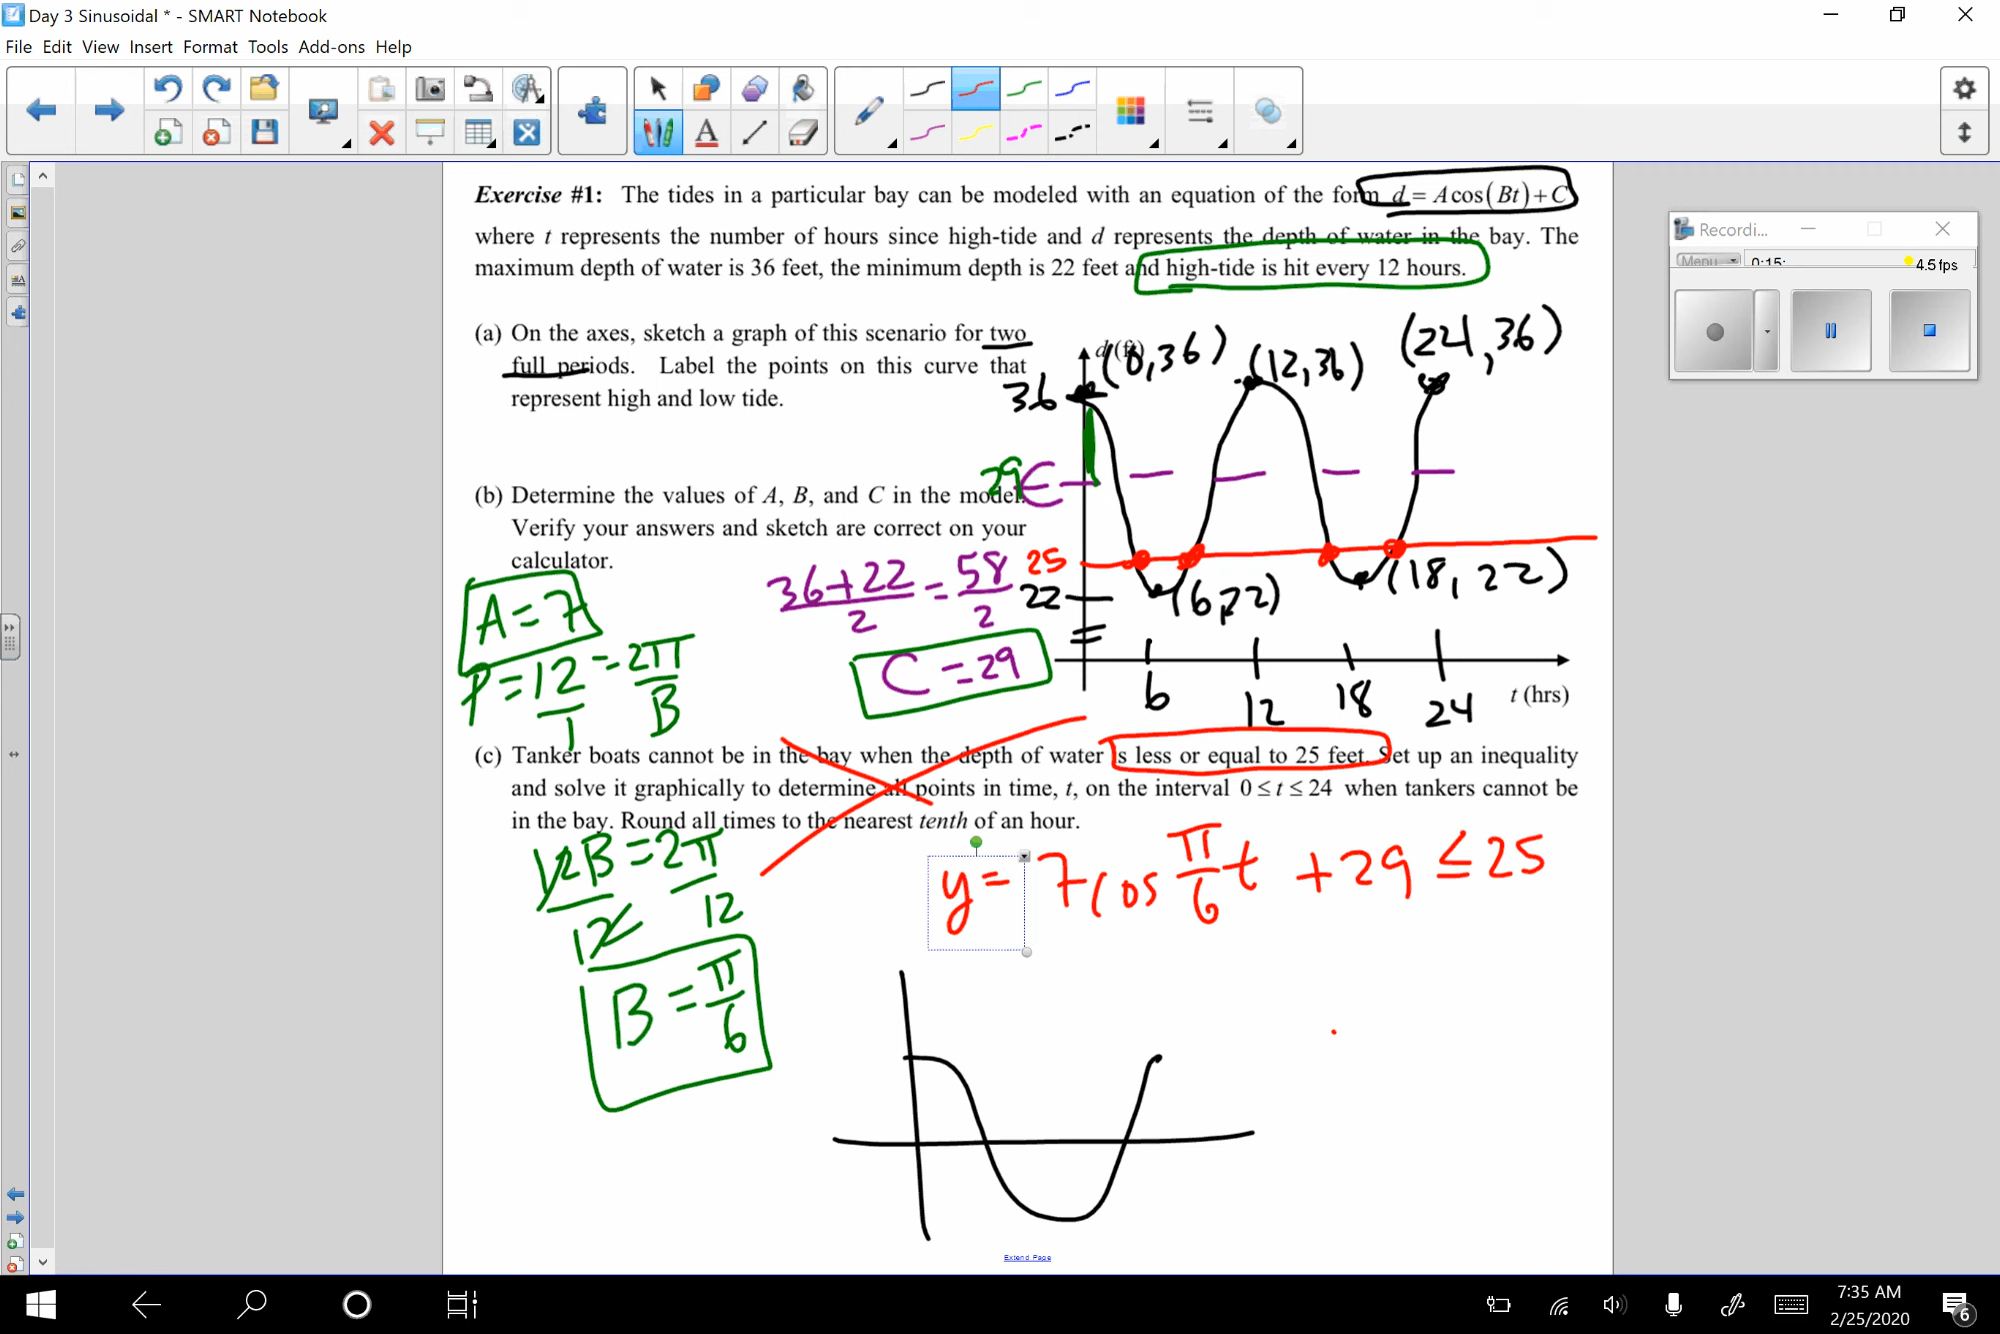 Day 3 Sinusoidal * - SMART Notebook
File Edit View Insert Format Tools Add-ons Help
Exercise #1: The tides in a particular bay can be modeled with an equation of the form d = A cos(Bt)+C
where t represents the number of hours since high-tide and d represents the depth of water in the bay. The
maximum depth of water is 36 feet, the minimum depth is 22 feet and high-tide is hit every 12 hours.
Recordi...
Menu 0:15: 4.5 fps
(a) On the axes, sketch a graph of this scenario for two
full periods. Label the points on this curve that
represent high and low tide.
d (ft)
(0,36) (12,36) (24,36)
36
29 C
(b) Determine the values of A, B, and C in the model.
Verify your answers and sketch are correct on your
calculator.
25
22
(6,22) (18, 22)
A = 7
36+22/2 = 58/2
C = 29
P = 12/1 = 2π/B
6 12 18 24 t (hrs)
(c) Tanker boats cannot be in the bay when the depth of water is less or equal to 25 feet. Set up an inequality
and solve it graphically to determine all points in time, t, on the interval 0 ≤ t ≤ 24 when tankers cannot be
in the bay. Round all times to the nearest tenth of an hour.
12B = 2π
12 12
B = π/6
y = 7cos π/6 t + 29 ≤ 25
Extend Page
7:35 AM
2/25/2020
6